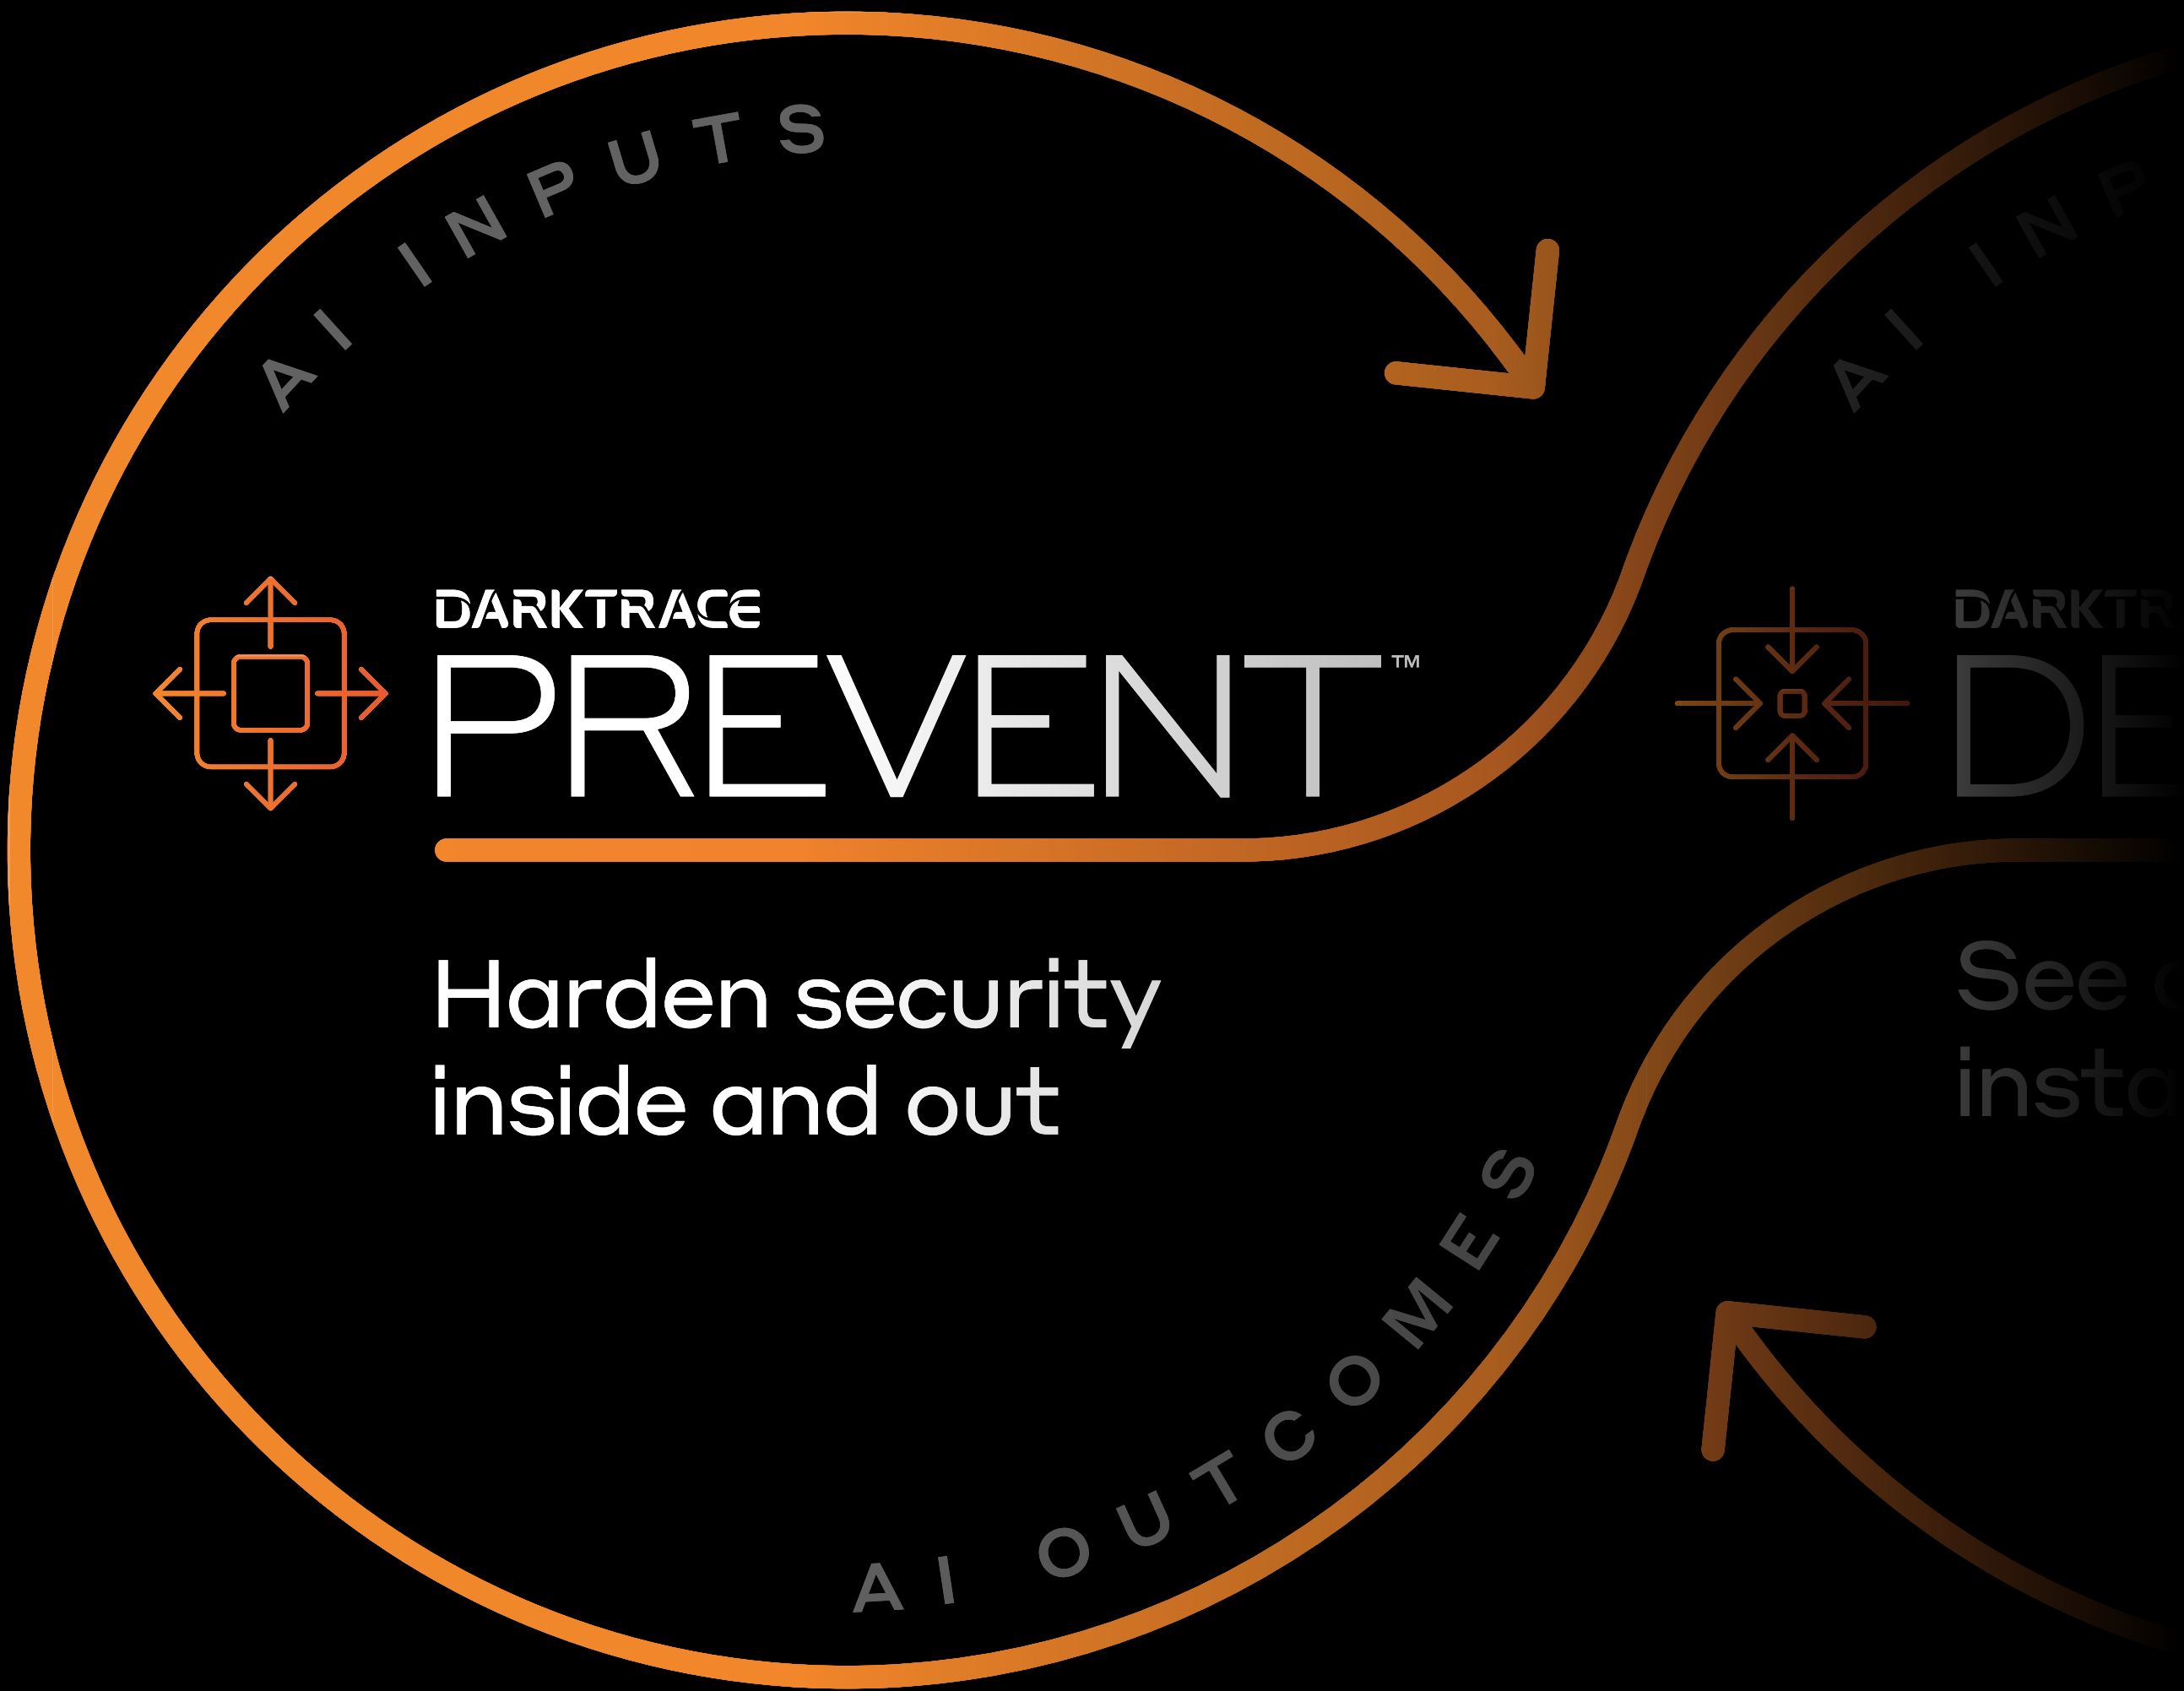 AI INPUTS
DARKTRACE
PREVENT™
Harden security
inside and out
AI OUTCOMES
AI INP
DARKTR
DE
See
insta